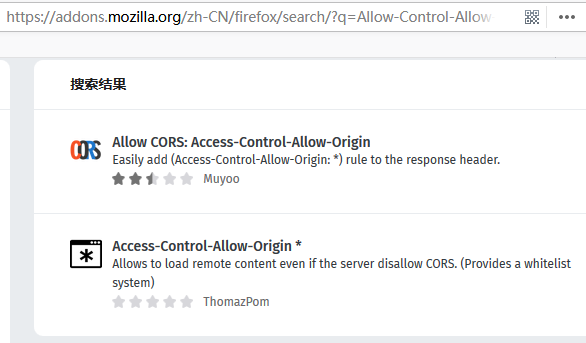 https://addons.mozilla.org/zh-CN/firefox/search/?q=Allow-Control-Allow
搜索结果
CORS
Allow CORS: Access-Control-Allow-Origin
Easily add (Access-Control-Allow-Origin: *) rule to the response header.
Muyoo
*
Access-Control-Allow-Origin *
Allows to load remote content even if the server disallow CORS. (Provides a whitelist
system)
ThomazPom